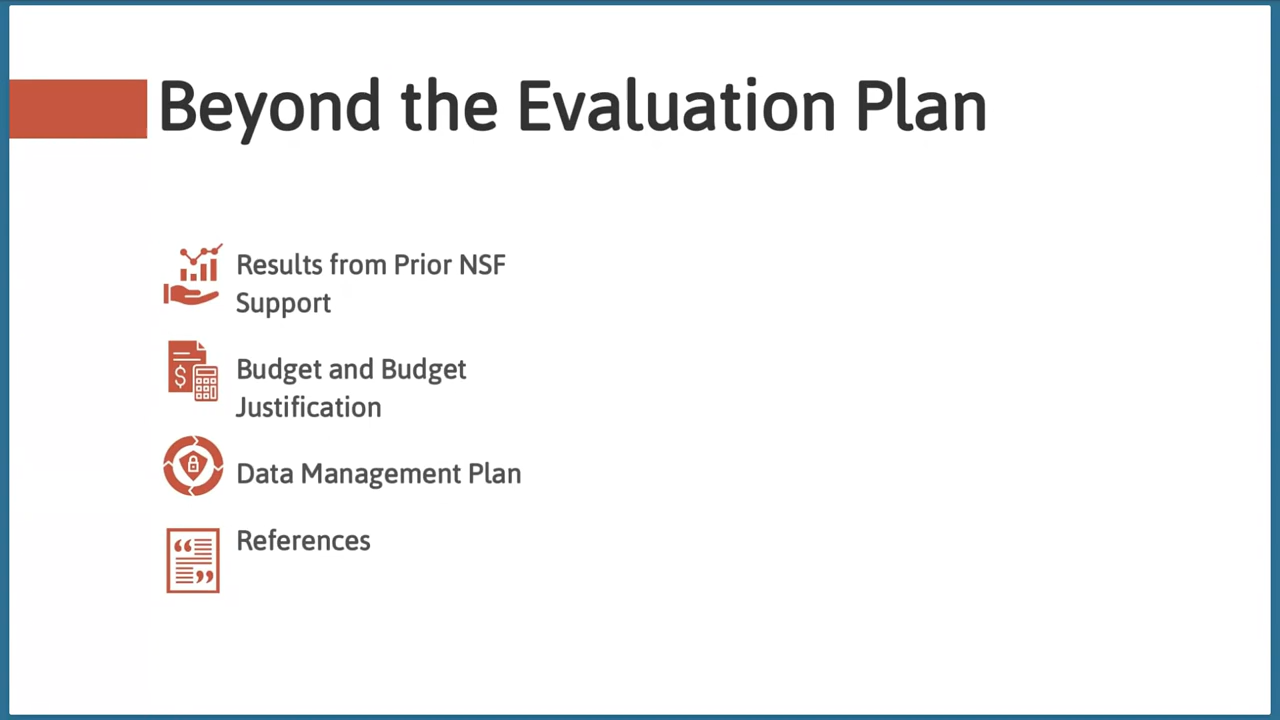 Beyond the Evaluation Plan
Results from Prior NSF
Support
Budget and Budget
Justification
Data Management Plan
References